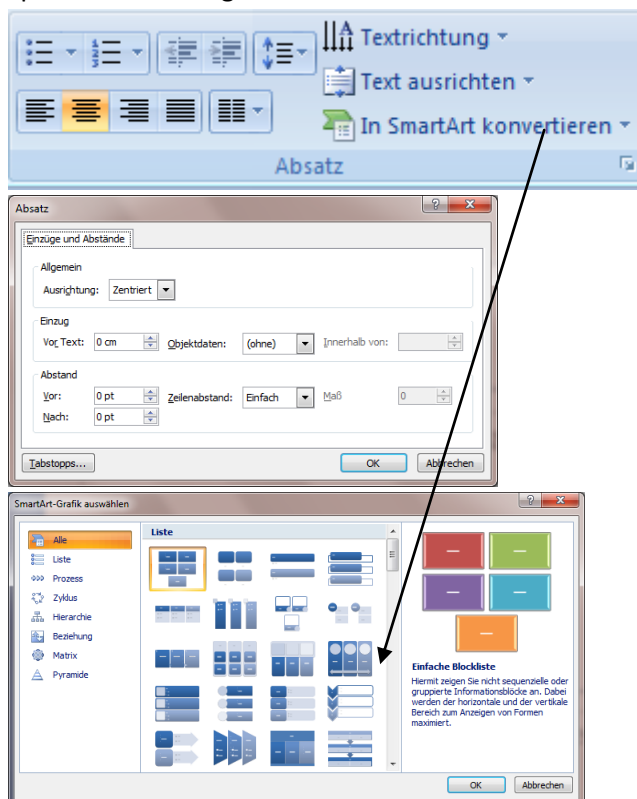 Textrichtung
Text ausrichten
In SmartArt konvertieren
Absatz
Absatz
Einzüge und Abstände
Allgemein
Ausrichtung: Zentriert
Einzug
Vor Text: 0 cm Objektdaten: (ohne) Innerhalb von:
Abstand
Vor: 0 pt Zeilenabstand: Einfach Maß 0
Nach: 0 pt
Tabstopps... OK Abbrechen
SmartArt-Grafik auswählen
Alle
Liste
Prozess
Zyklus
Hierarchie
Beziehung
Matrix
Pyramide
Liste
Einfache Blockliste
Hiermit zeigen Sie nicht sequenzielle oder
gruppierte Informationsblöcke an. Dabei
werden der horizontale und der vertikale
Bereich zum Anzeigen von Formen
maximiert.
OK Abbrechen